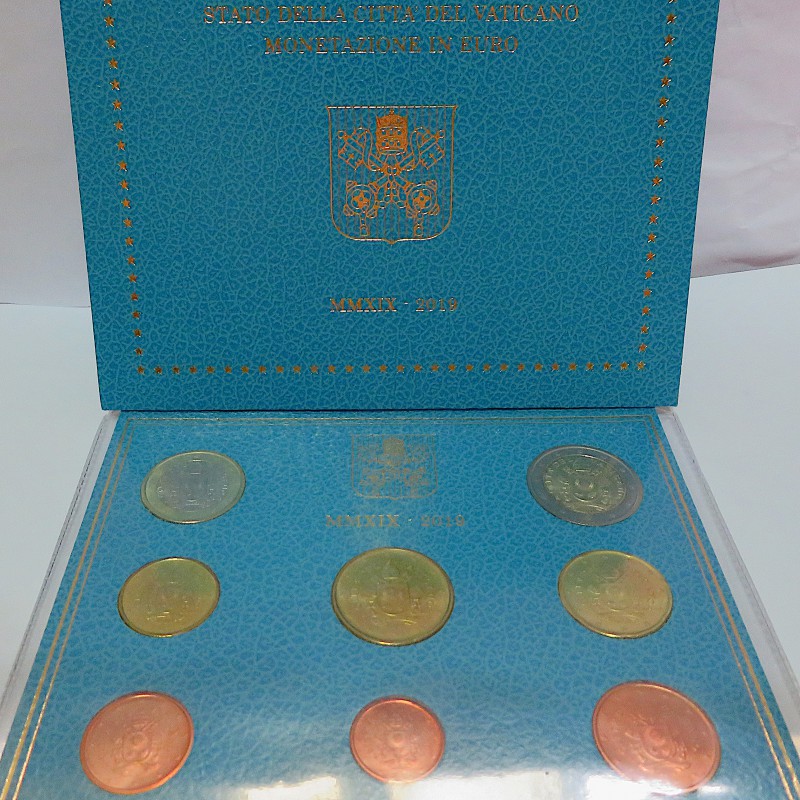 STATO DELLA CITTA' DEL VATICANO
MONETAZIONE IN EURO
MMXIX - 2019
MMXIX - 2019